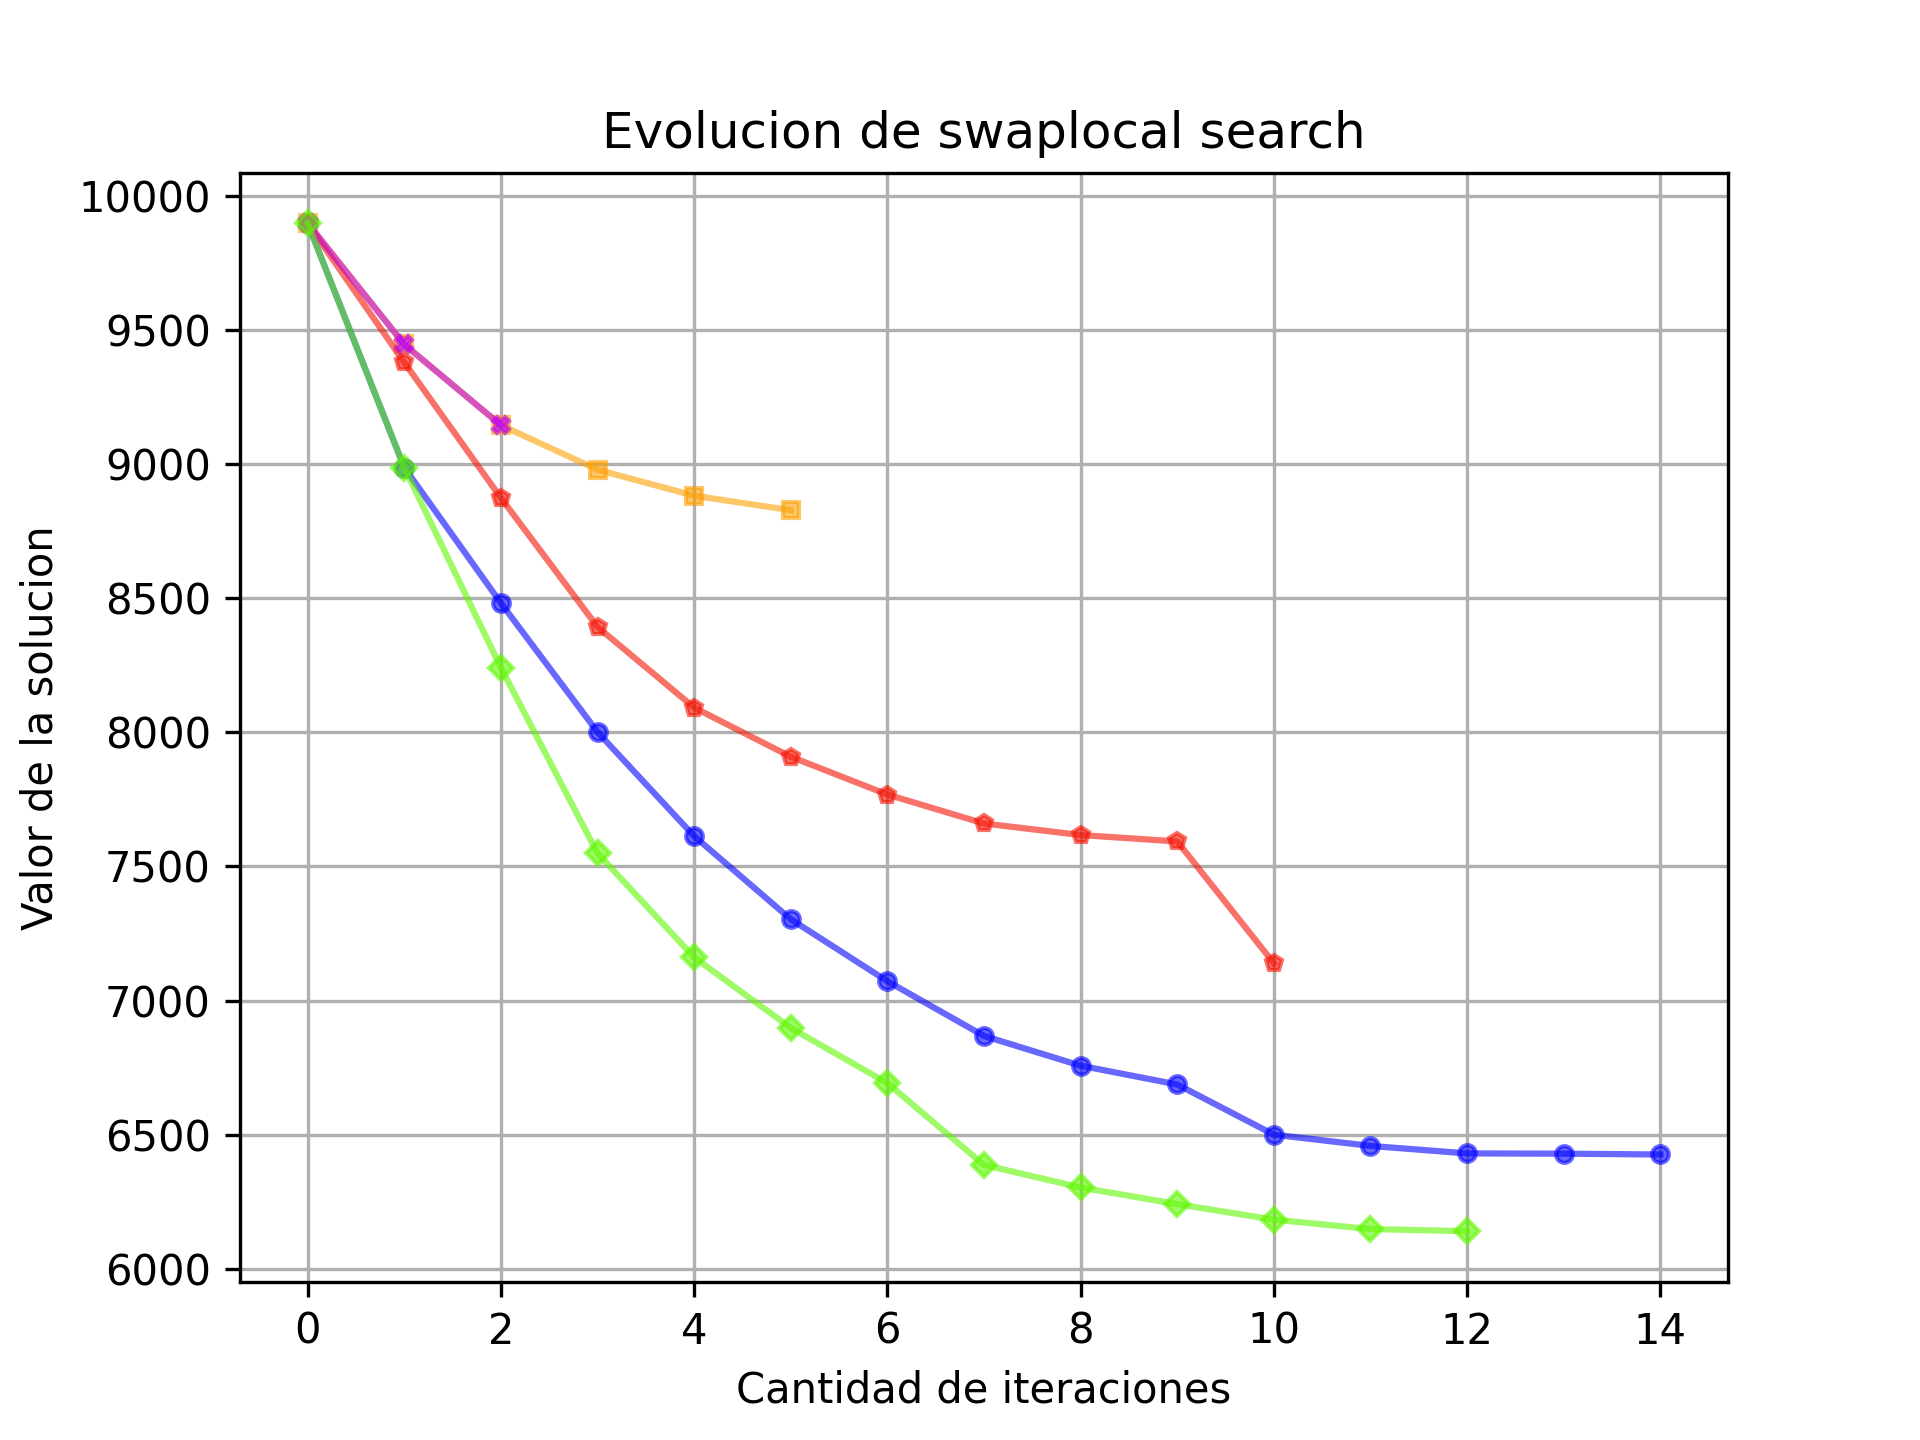 Evolucion de swaplocal search
Valor de la solucion
10000
9500
9000
8500
8000
7500
7000
6500
6000
0 2 4 6 8 10 12 14
Cantidad de iteraciones